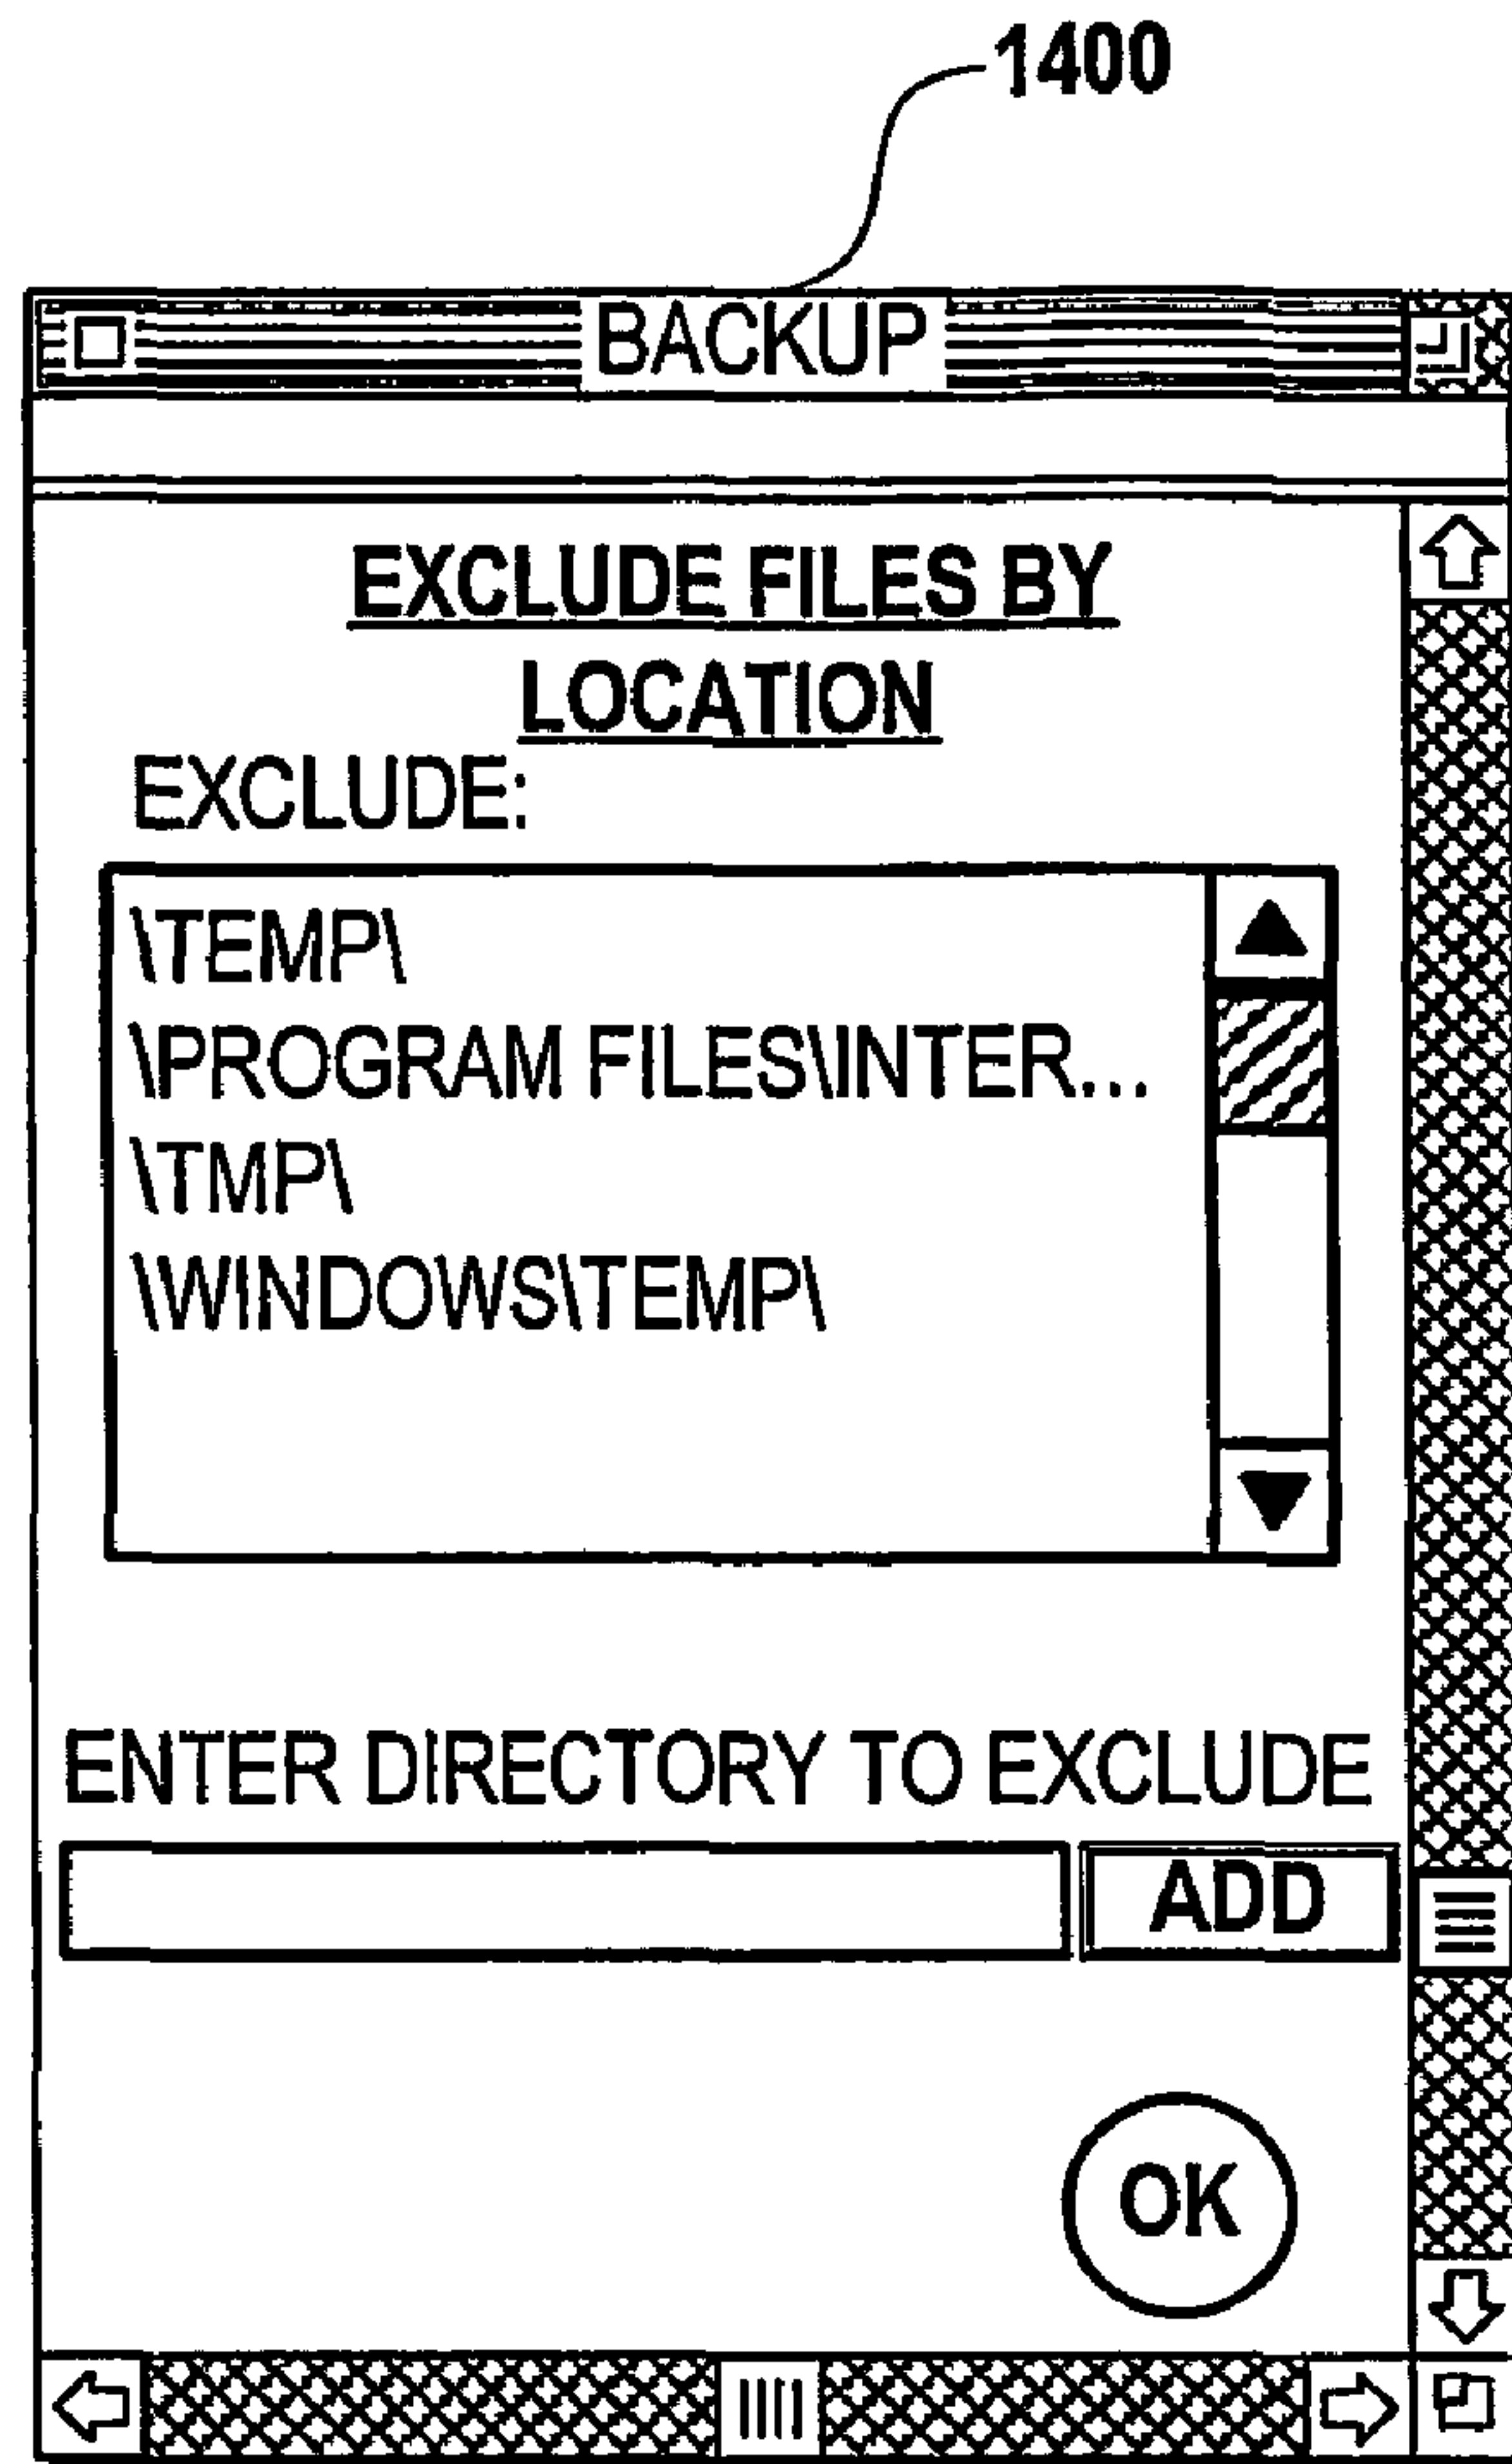 1400
BACKUP
EXCLUDE FILES BY
LOCATION
EXCLUDE:
\TEMP\
\PROGRAM FILES\INTER...
\TMP\
\WINDOWS\TEMP\
ENTER DIRECTORY TO EXCLUDE
ADD
OK